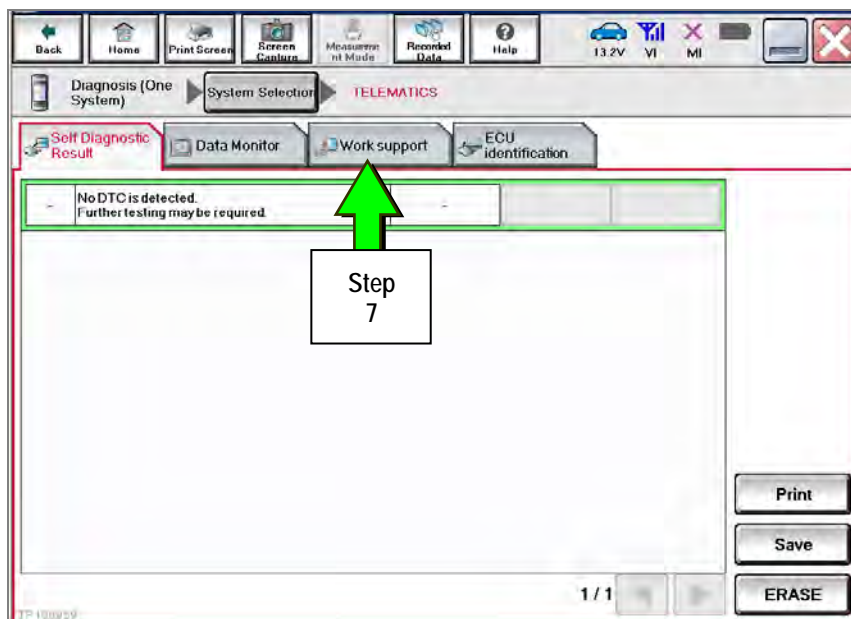 Back
Home
Print Screen
Screen
Capture
Measureme
nt Mode
Recorded
Data
Help
13.2V
VI
MI
Diagnosis (One
System)
System Selection
TELEMATICS
Self Diagnostic
Result
Data Monitor
Work support
ECU
identification
-
No DTC is detected.
Further testing may be required.
-
Step
7
Print
Save
1 / 1
ERASE